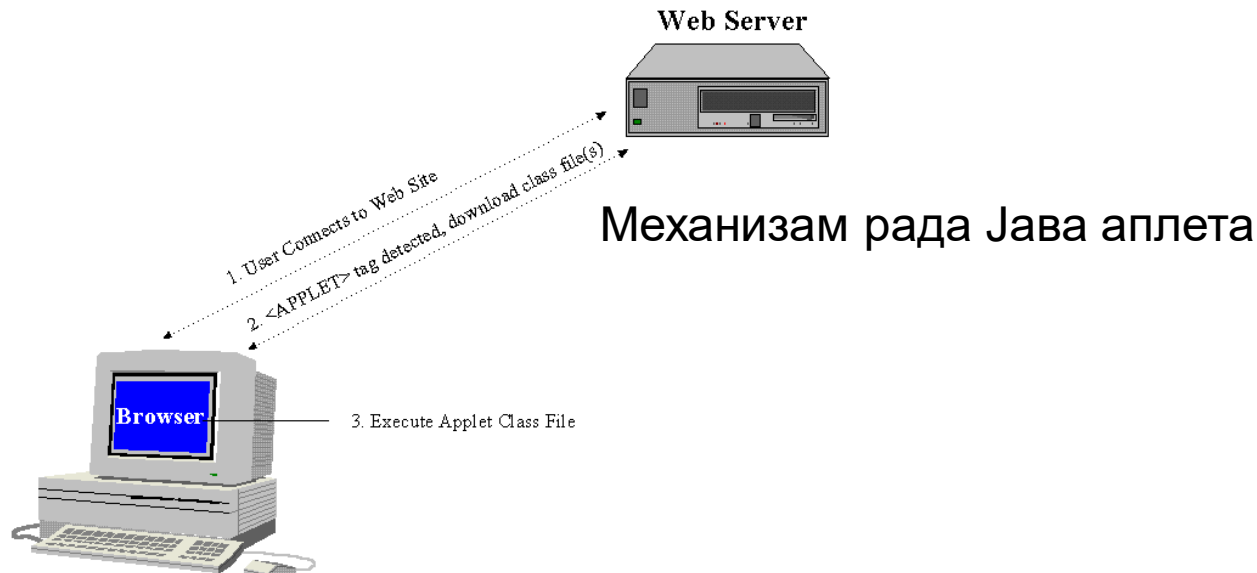 Web Server
1. User Connects to Web Site
2. <APPLET> tag detected, download class file(s)
Механизам рада Јава аплета
Browser
3. Execute Applet Class File